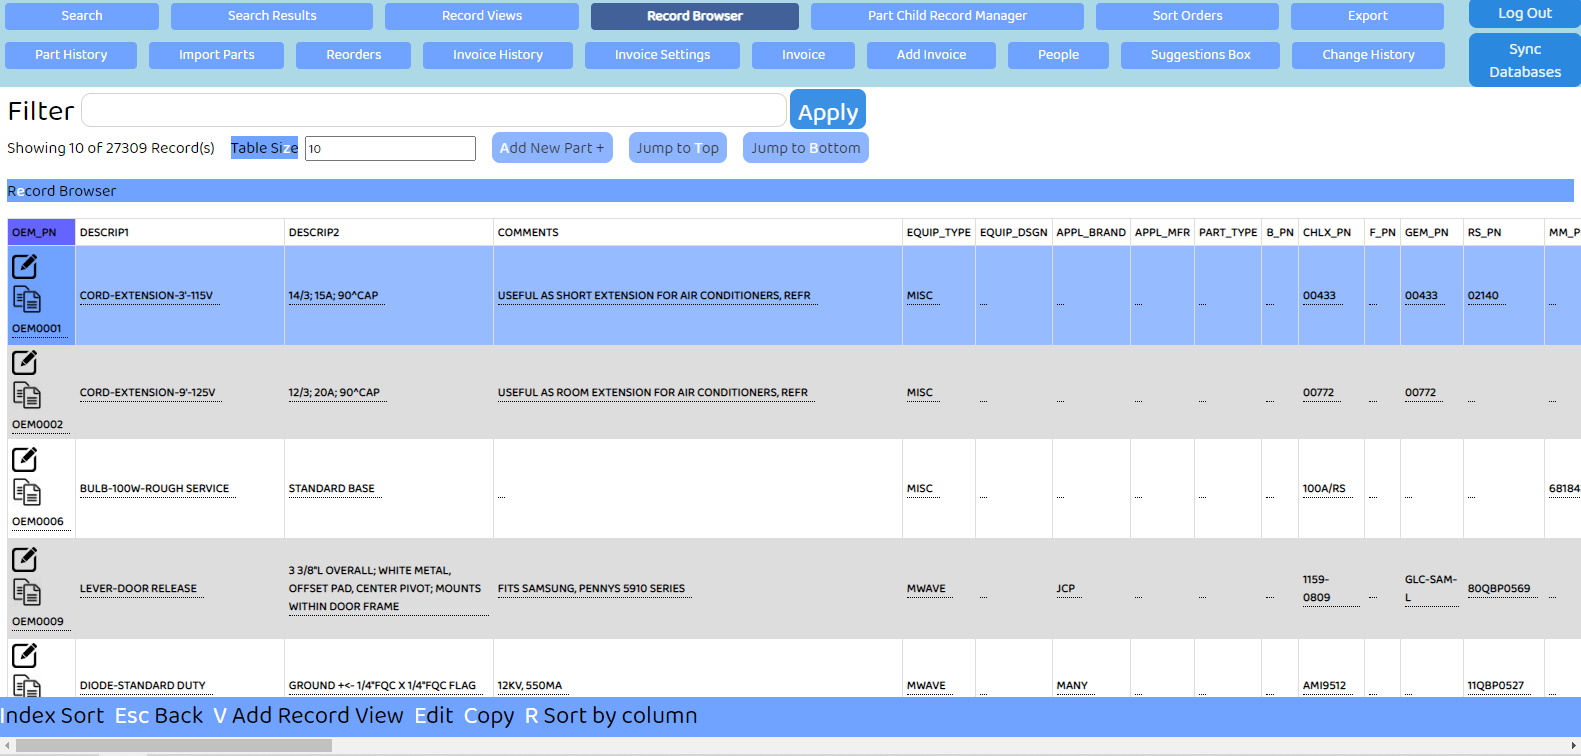 Search Search Results Record Views Record Browser Part Child Record Manager Sort Orders Export Log Out
Part History Import Parts Reorders Invoice History Invoice Settings Invoice Add Invoice People Suggestions Box Change History Sync
Databases
Filter Apply
Showing 10 of 27309 Record(s) Table Size 10 Add New Part + Jump to Top Jump to Bottom
Record Browser
OEM_PN DESCRIP1 DESCRIP2 COMMENTS EQUIP_TYPE EQUIP_DSGN APPL_BRAND APPL_MFR PART_TYPE B_PN CHLX_PN F_PN GEM_PN RS_PN MM_P
CORD-EXTENSION-3'-115V 14/3; 15A; 90^CAP USEFUL AS SHORT EXTENSION FOR AIR CONDITIONERS, REFR MISC ... ... ... ... ... 00433 ... 00433 02140 ...
OEM0001
CORD-EXTENSION-9'-125V 12/3; 20A; 90^CAP USEFUL AS ROOM EXTENSION FOR AIR CONDITIONERS, REFR MISC ... ... ... ... ... 00772 ... 00772 ... ...
OEM0002
BULB-100W-ROUGH SERVICE STANDARD BASE ... MISC ... ... ... ... ... 100A/RS ... ... ... 68184
OEM0006
3 3/8"L OVERALL; WHITE METAL,
OFFSET PAD, CENTER PIVOT; MOUNTS
WITHIN DOOR FRAME
LEVER-DOOR RELEASE FITS SAMSUNG, PENNYS 5910 SERIES MWAVE ... JCP ... ... ... 1159-
0809 ... GLC-SAM-
L 80QBP0569 ...
OEM0009
DIODE-STANDARD DUTY GROUND +<- 1/4"FQC X 1/4"FQC FLAG 12KV, 550MA MWAVE ... MANY ... ... ... AMI9512 ... ... 11QBP0527 ...
Index Sort Esc Back V Add Record View Edit Copy R Sort by column